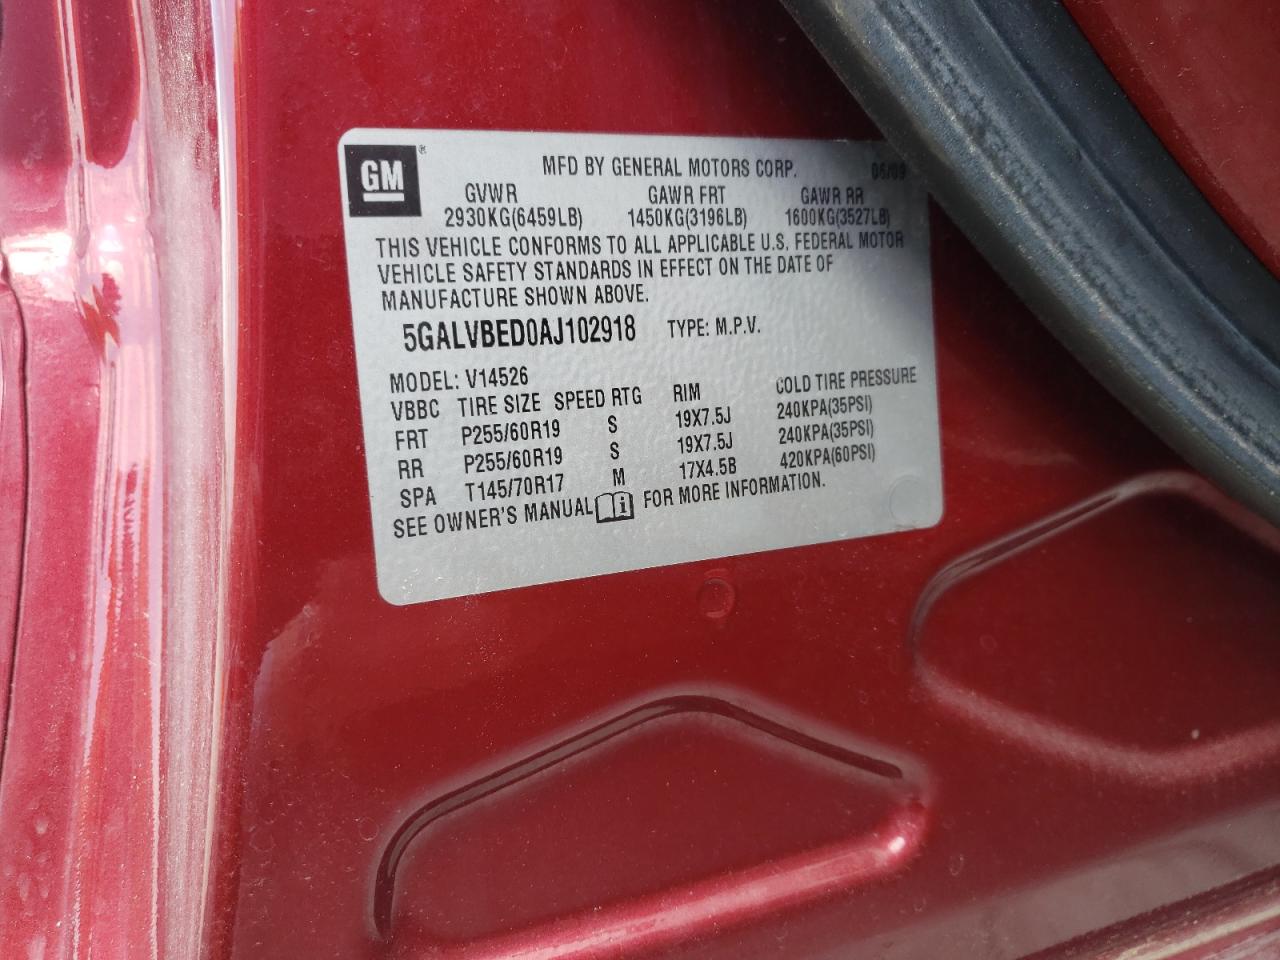 GM® MFD BY GENERAL MOTORS CORP. 06/09
GVWR GAWR FRT GAWR RR
2930KG(6459LB) 1450KG(3196LB) 1600KG(3527LB)
THIS VEHICLE CONFORMS TO ALL APPLICABLE U.S. FEDERAL MOTOR
VEHICLE SAFETY STANDARDS IN EFFECT ON THE DATE OF
MANUFACTURE SHOWN ABOVE.
5GALVBED0AJ102918 TYPE: M.P.V.
MODEL: V14526
VBBC TIRE SIZE SPEED RTG RIM COLD TIRE PRESSURE
FRT P255/60R19 S 19X7.5J 240KPA(35PSI)
RR P255/60R19 S 19X7.5J 240KPA(35PSI)
SPA T145/70R17 M 17X4.5B 420KPA(60PSI)
SEE OWNER'S MANUAL i FOR MORE INFORMATION.